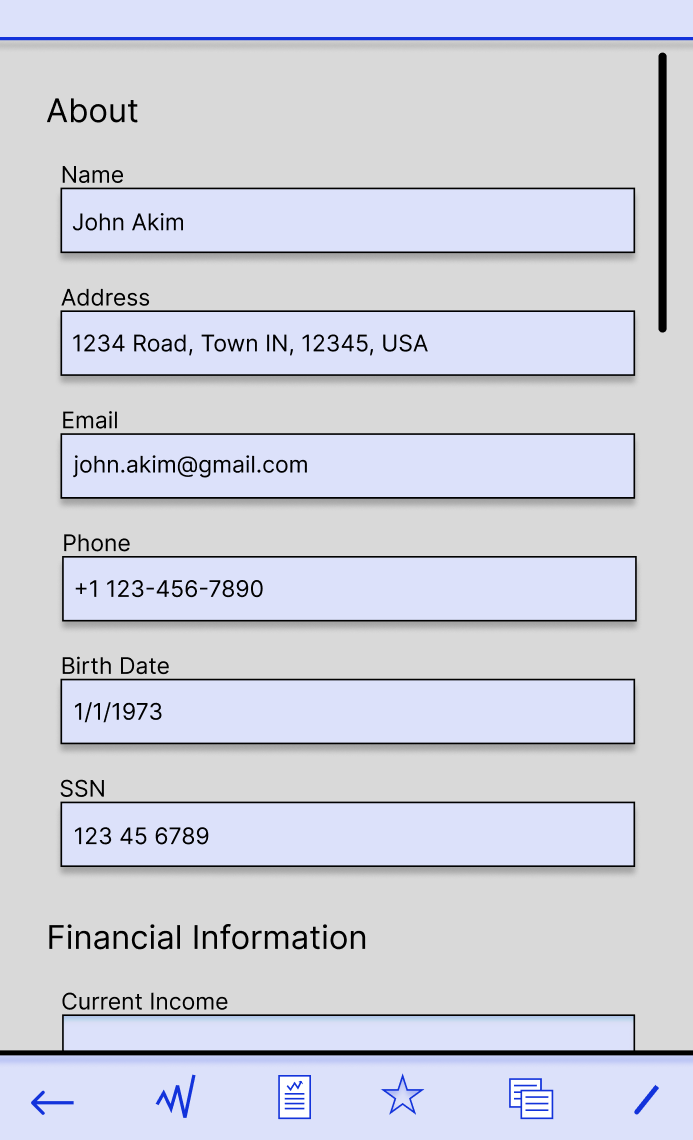 About
Name
John Akim
Address
1234 Road, Town IN, 12345, USA
Email
john.akim@gmail.com
Phone
+1 123-456-7890
Birth Date
1/1/1973
SSN
123 45 6789
Financial Information
Current Income